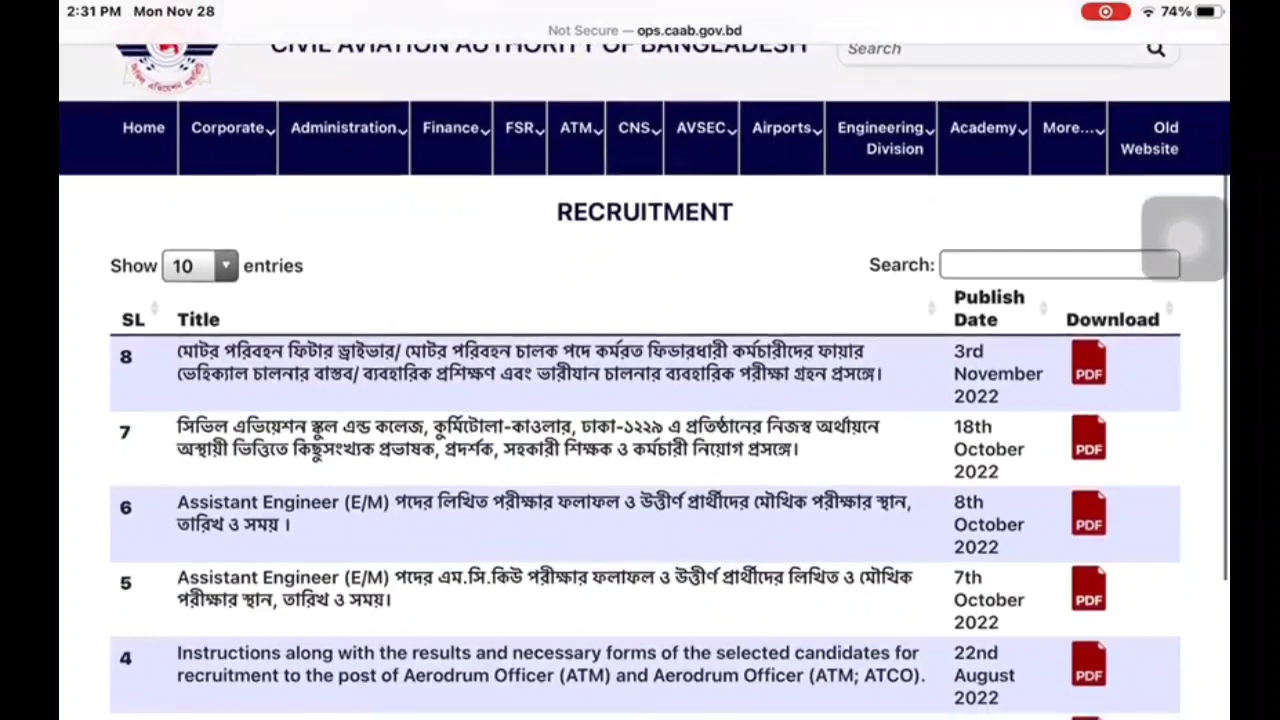 2:31 PM Mon Nov 28
74%
Not Secure — ops.caab.gov.bd
CIVIL AVIATION AUTHORITY OF BANGLADESH
Search
Home
Corporate
Administration
Finance
FSR
ATM
CNS
AVSEC
Airports
Engineering
Division
Academy
More...
Old
Website
RECRUITMENT
Show 10 entries
Search:
SL
Title
Publish
Date
Download
8
মোটর পরিবহন ফিটার ড্রাইভার/ মোটর পরিবহন চালক পদে কর্মরত ফিডারধারী কর্মচারীদের ফায়ার
ভেহিক্যাল চালনার বাস্তব/ ব্যবহারিক প্রশিক্ষণ এবং ভারীযান চালনার ব্যবহারিক পরীক্ষা গ্রহন প্রসঙ্গে।
3rd
November
2022
PDF
7
সিভিল এভিয়েশন স্কুল এন্ড কলেজ, কুর্মিটোলা-কাওলার, ঢাকা-১২২৯ এ প্রতিষ্ঠানের নিজস্ব অর্থায়নে
অস্থায়ী ভিত্তিতে কিছুসংখ্যক প্রভাষক, প্রদর্শক, সহকারী শিক্ষক ও কর্মচারী নিয়োগ প্রসঙ্গে।
18th
October
2022
PDF
6
Assistant Engineer (E/M) পদের লিখিত পরীক্ষার ফলাফল ও উত্তীর্ণ প্রার্থীদের মৌখিক পরীক্ষার স্থান,
তারিখ ও সময় ।
8th
October
2022
PDF
5
Assistant Engineer (E/M) পদের এম.সি.কিউ পরীক্ষার ফলাফল ও উত্তীর্ণ প্রার্থীদের লিখিত ও মৌখিক
পরীক্ষার স্থান, তারিখ ও সময়।
7th
October
2022
PDF
4
Instructions along with the results and necessary forms of the selected candidates for
recruitment to the post of Aerodrum Officer (ATM) and Aerodrum Officer (ATM; ATCO).
22nd
August
2022
PDF